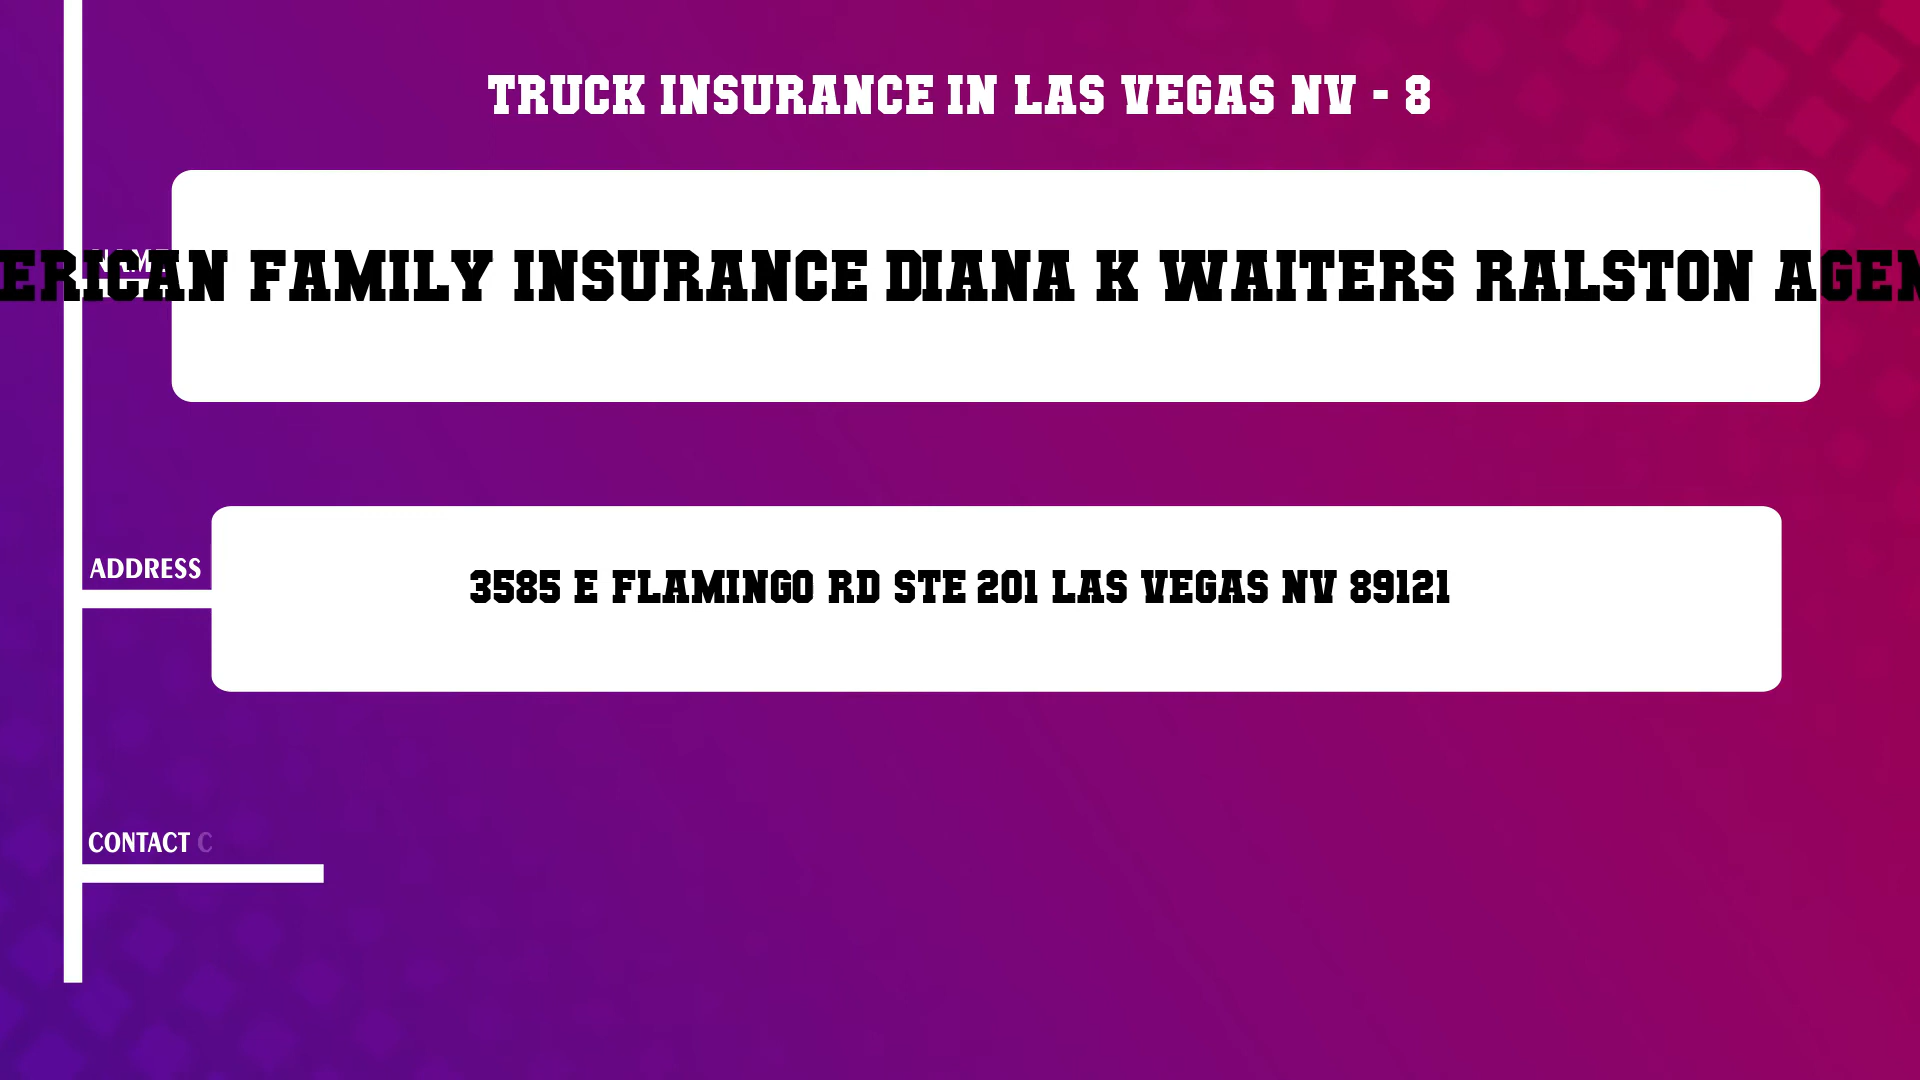 TRUCK INSURANCE IN LAS VEGAS NV - 8
NAME
ERICAN FAMILY INSURANCE DIANA K WAITERS RALSTON AGEN
ADDRESS
3585 E FLAMINGO RD STE 201 LAS VEGAS NV 89121
CONTACT C